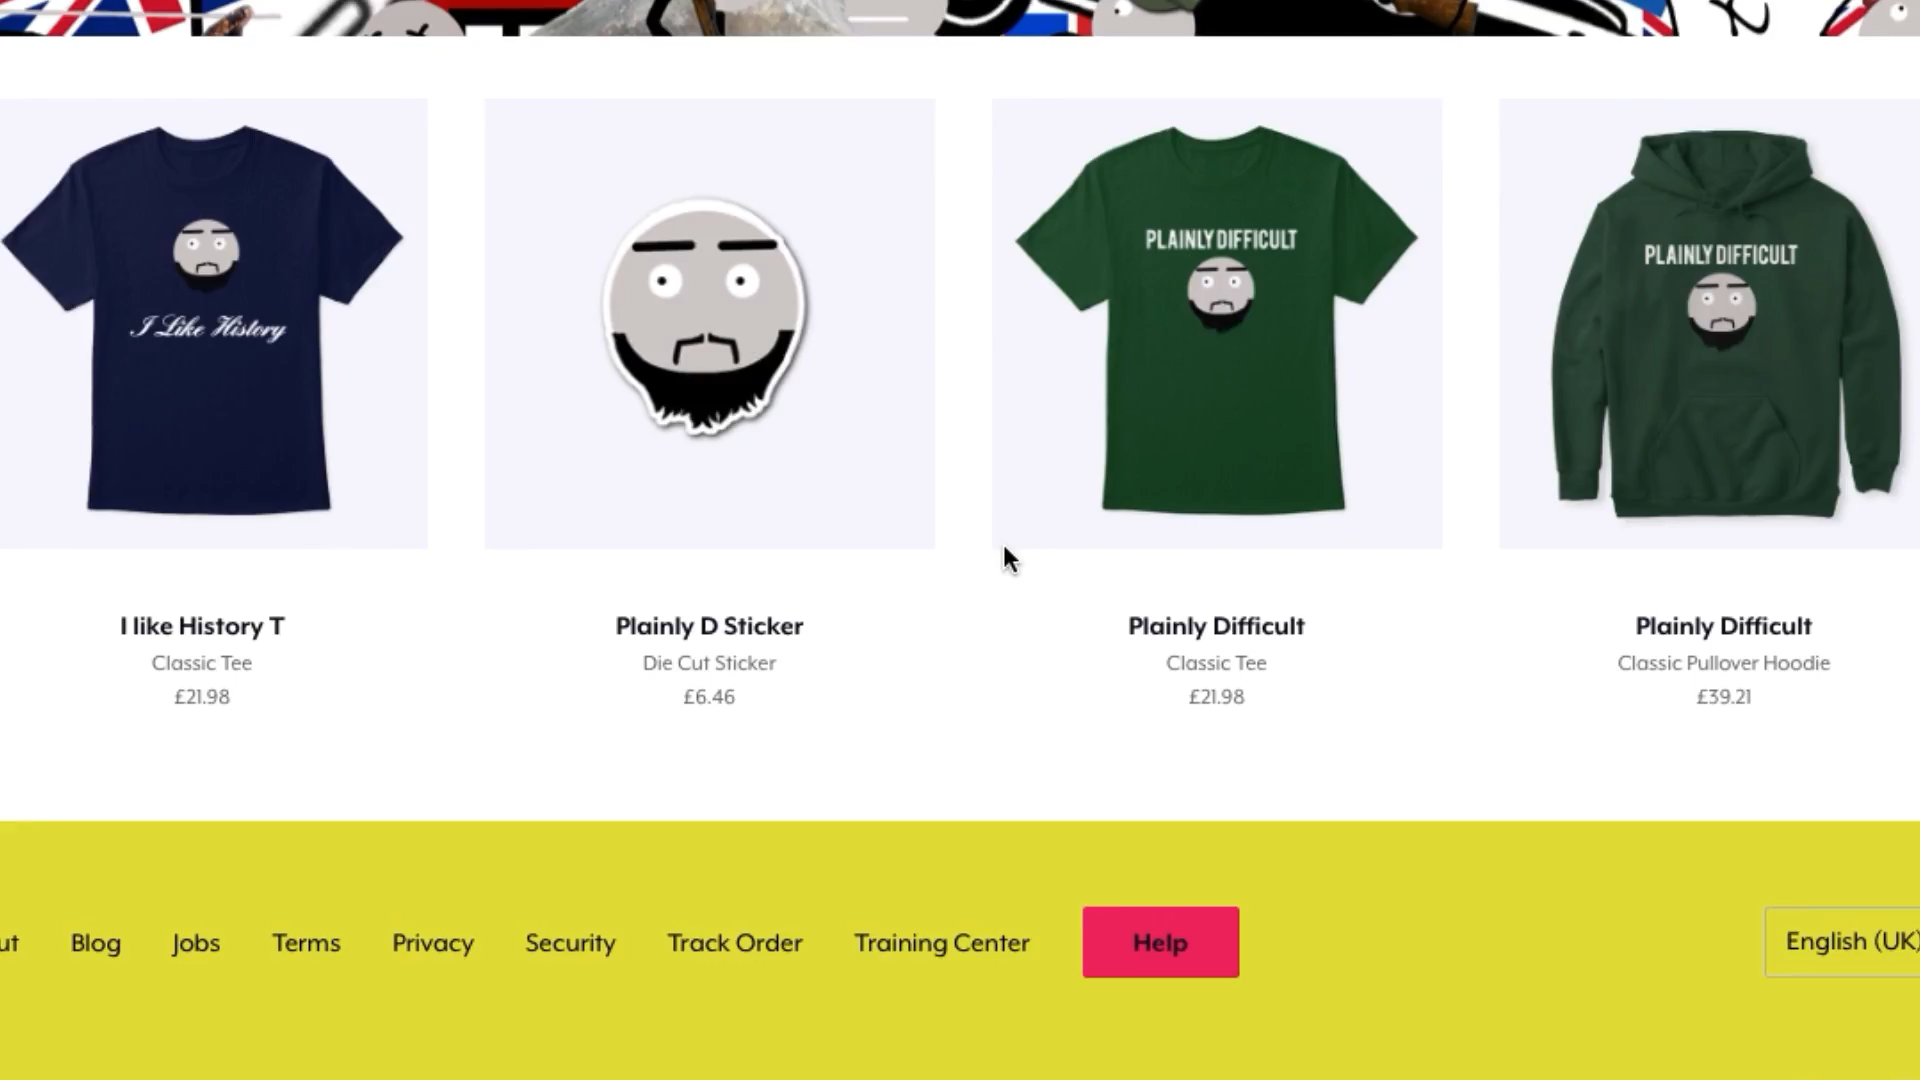 I Like History
PLAINLY DIFFICULT
PLAINLY DIFFICULT
I like History T
Classic Tee
£21.98
Plainly D Sticker
Die Cut Sticker
£6.46
Plainly Difficult
Classic Tee
£21.98
Plainly Difficult
Classic Pullover Hoodie
£39.21
ut Blog Jobs Terms Privacy Security Track Order Training Center Help English (UK)